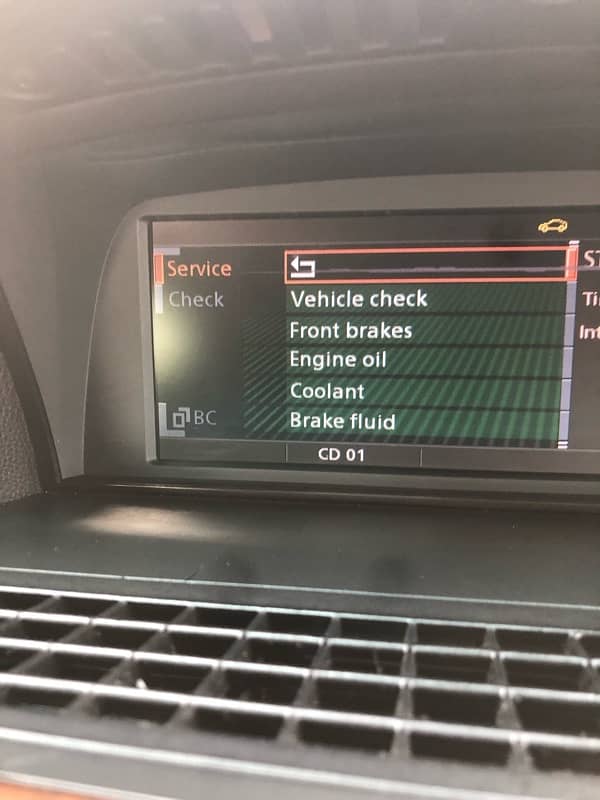 Service
Check
BC
Vehicle check
Front brakes
Engine oil
Coolant
Brake fluid
CD 01